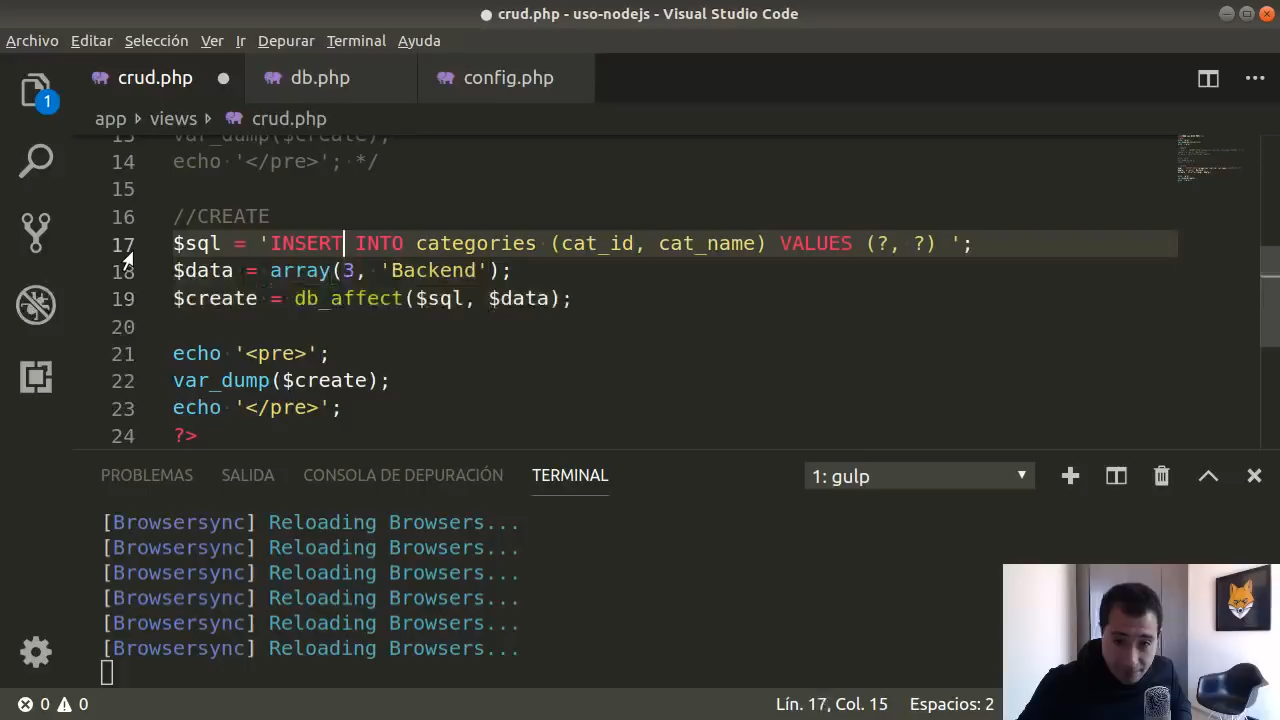 crud.php - uso-nodejs - Visual Studio Code
Archivo Editar Selección Ver Ir Depurar Terminal Ayuda
crud.php db.php config.php
app views crud.php
13 var_dump($create);
14 echo '</pre>'; */
15
16 //CREATE
17 $sql = 'INSERT INTO categories (cat_id, cat_name) VALUES (?, ?) ';
18 $data = array(3, 'Backend');
19 $create = db_affect($sql, $data);
20
21 echo '<pre>';
22 var_dump($create);
23 echo '</pre>';
24 ?>
1
PROBLEMAS SALIDA CONSOLA DE DEPURACIÓN TERMINAL 1: gulp
[Browsersync] Reloading Browsers...
[Browsersync] Reloading Browsers...
[Browsersync] Reloading Browsers...
[Browsersync] Reloading Browsers...
[Browsersync] Reloading Browsers...
[Browsersync] Reloading Browsers...
0 0 Lín. 17, Col. 15 Espacios: 2